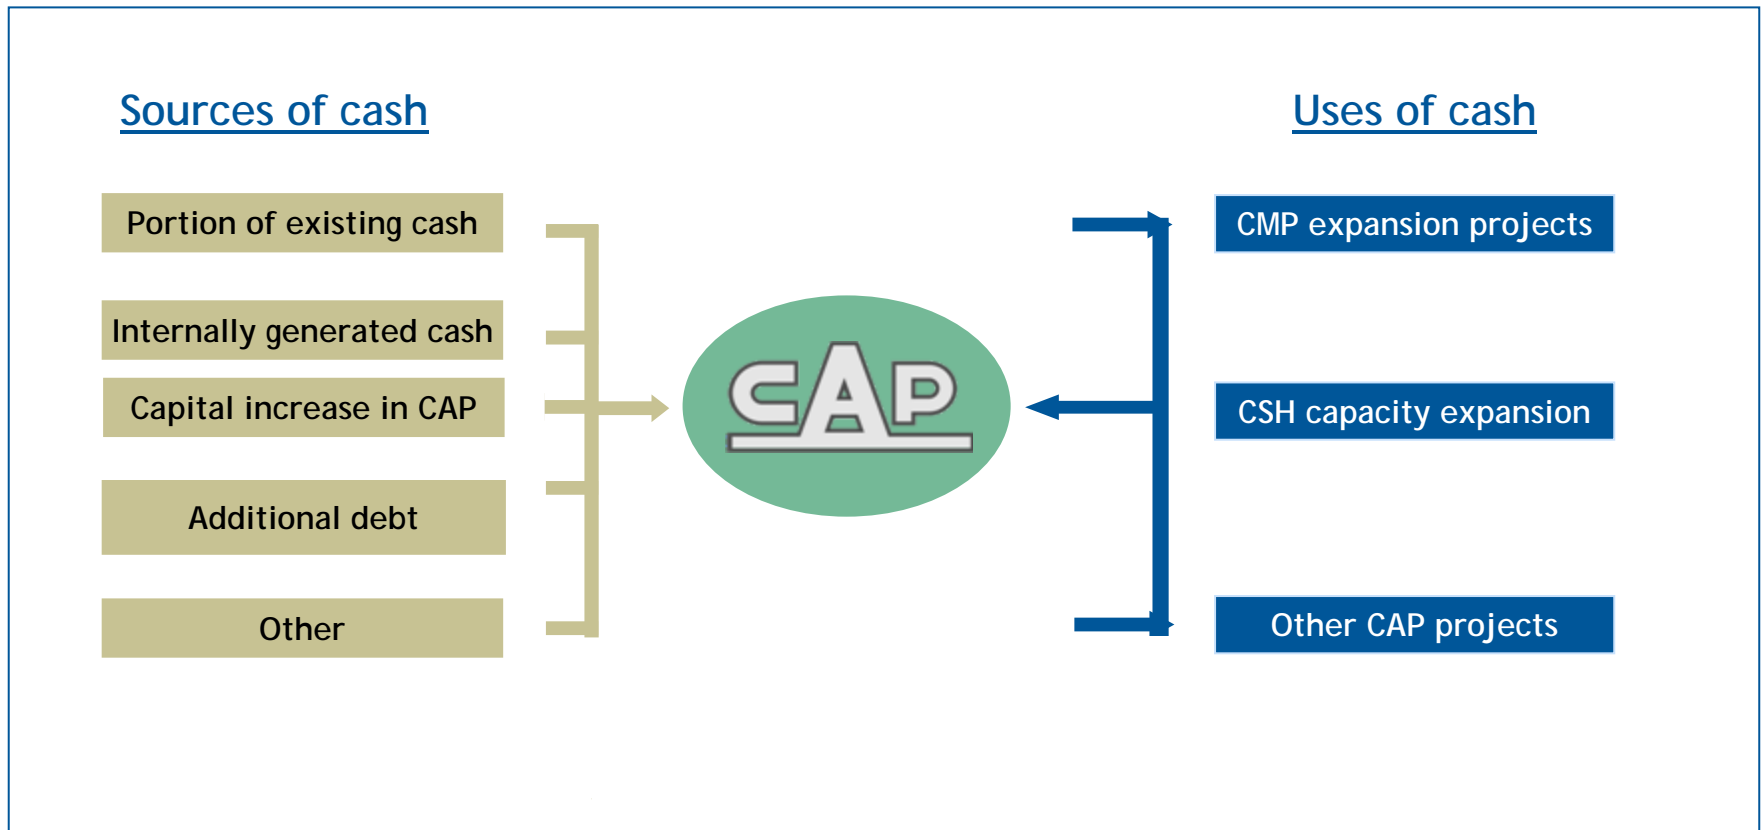 Sources of cash
Uses of cash
Portion of existing cash
Internally generated cash
Capital increase in CAP
Additional debt
Other
CAP
CMP expansion projects
CSH capacity expansion
Other CAP projects